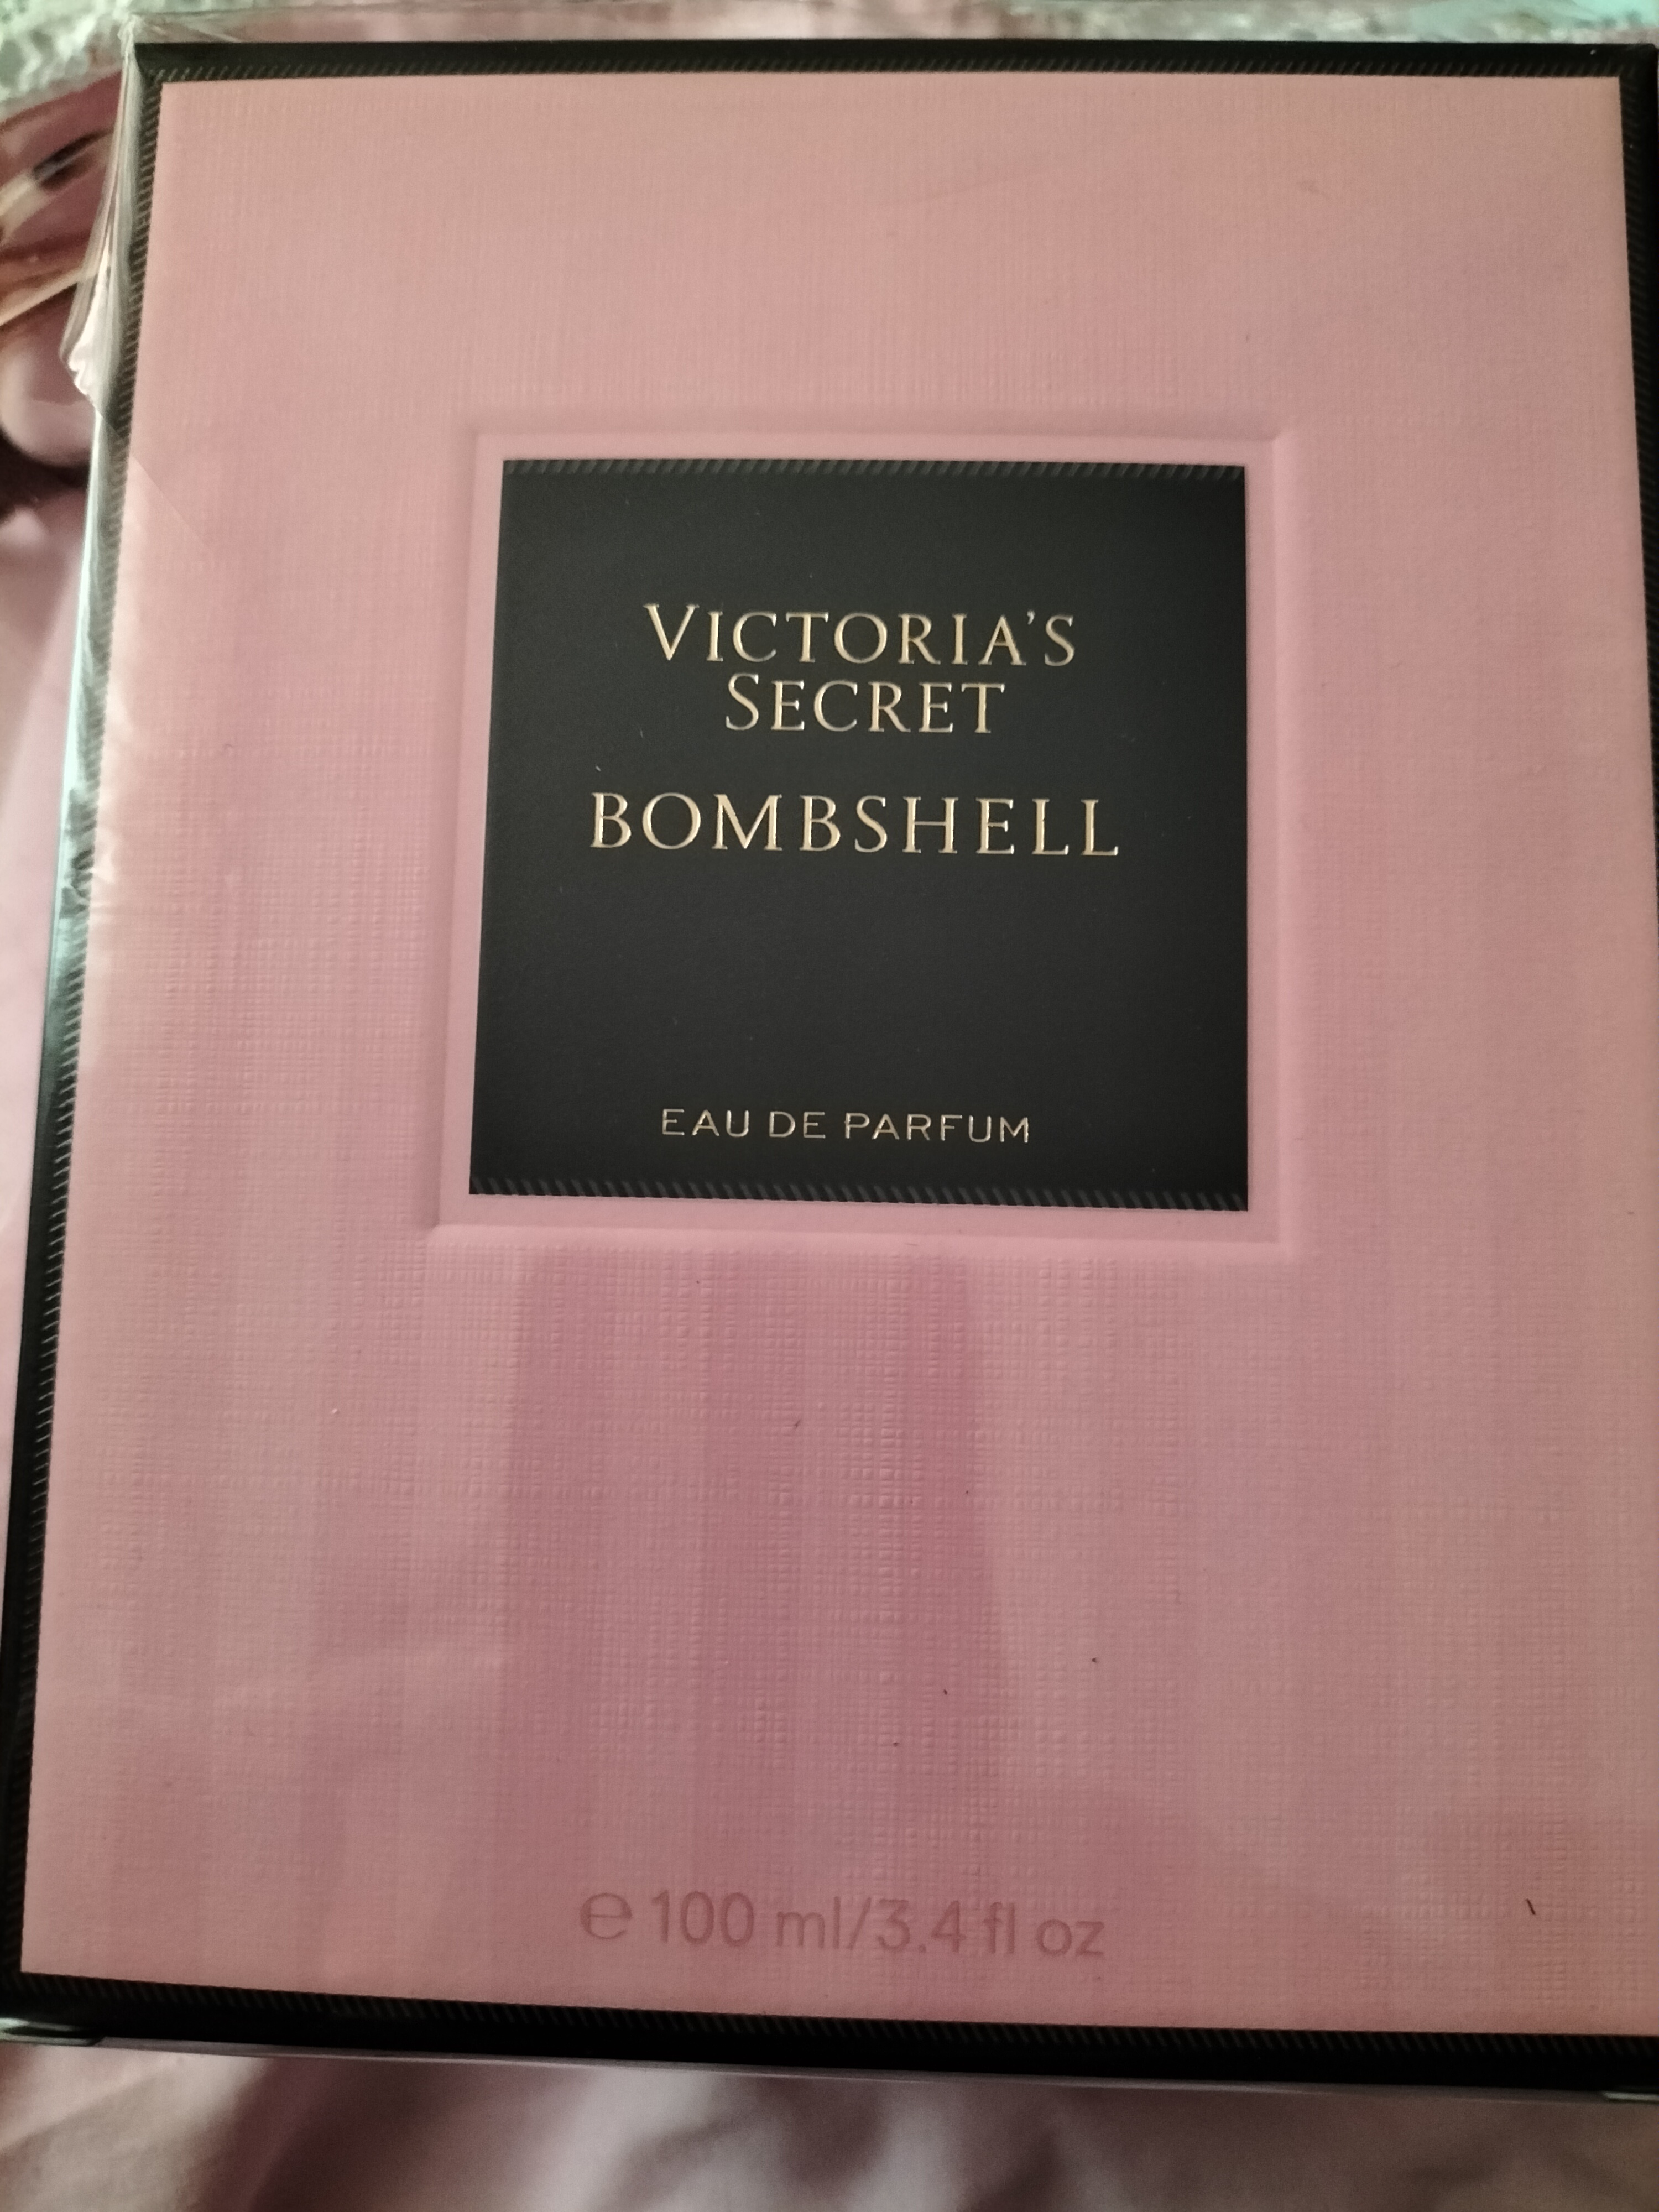 VICTORIA'S
SECRET
BOMBSHELL
EAU DE PARFUM
℮ 100 ml/3.4 fl oz